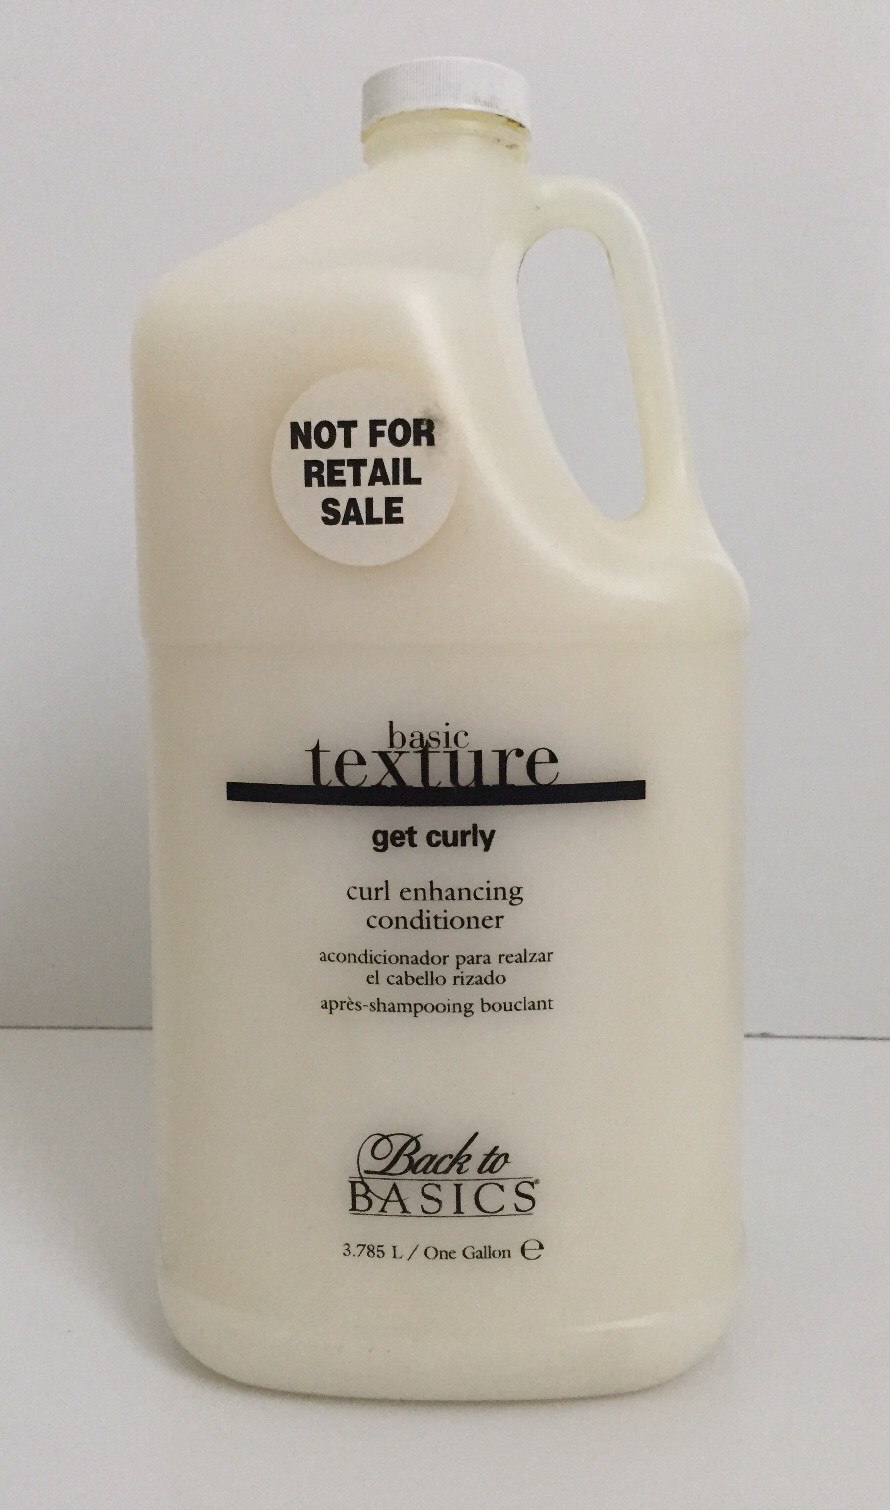 NOT FOR
RETAIL
SALE
basic
texture
get curly
curl enhancing
conditioner
acondicionador para realzar
el cabello rizado
après-shampooing bouclant
Back to
BASICS®
3.785 L / One Gallon ℮